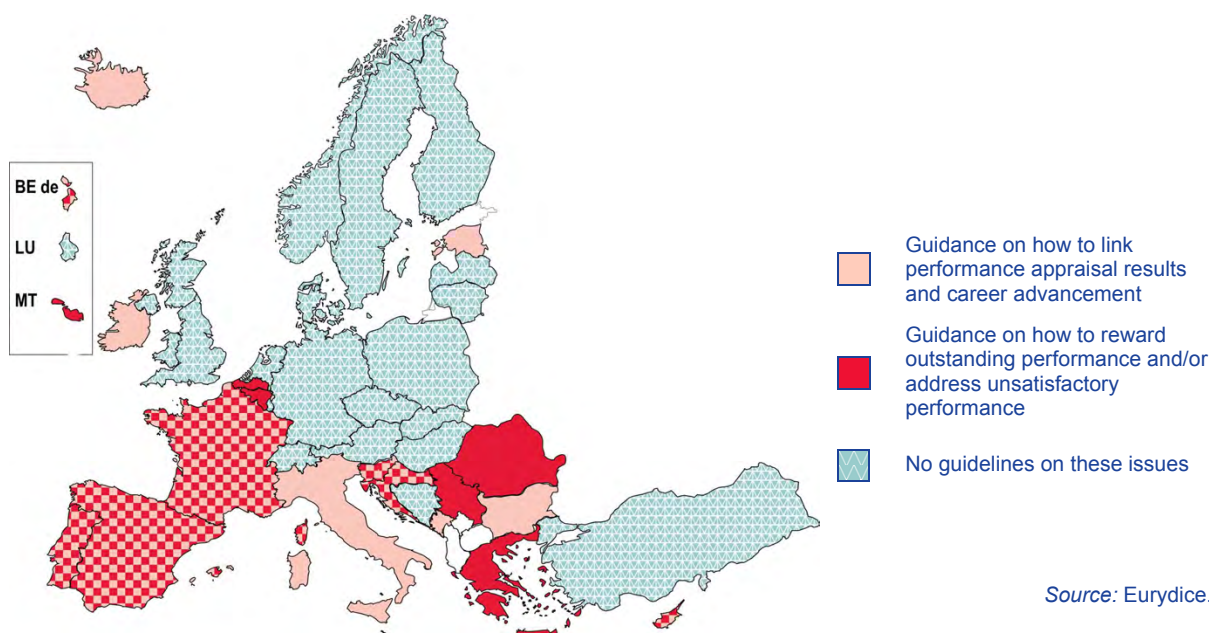 BE de
LU
MT
Guidance on how to link
performance appraisal results
and career advancement
Guidance on how to reward
outstanding performance and/or
address unsatisfactory
performance
No guidelines on these issues
Source: Eurydice.